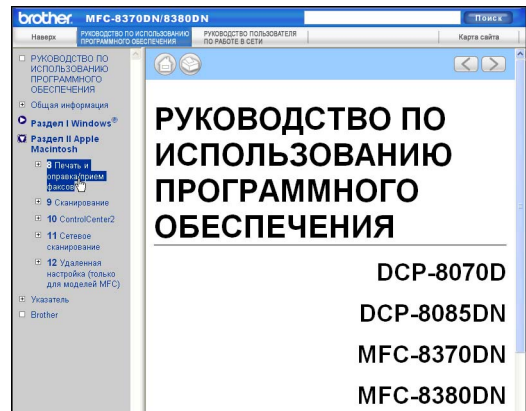 brother. MFC-8370DN/8380DN
Поиск
Наверх
РУКОВОДСТВО ПО ИСПОЛЬЗОВАНИЮ
ПРОГРАММНОГО ОБЕСПЕЧЕНИЯ
РУКОВОДСТВО ПОЛЬЗОВАТЕЛЯ
ПО РАБОТЕ В СЕТИ
Карта сайта
РУКОВОДСТВО ПО
ИСПОЛЬЗОВАНИЮ
ПРОГРАММНОГО
ОБЕСПЕЧЕНИЯ
Общая информация
Раздел I Windows®
Раздел II Apple
Macintosh
8 Печать и
оправка/прием
факсов
9 Сканирование
10 ControlCenter2
11 Сетевое
сканирование
12 Удаленная
настройка (только
для моделей MFC)
Указатель
Brother
РУКОВОДСТВО ПО
ИСПОЛЬЗОВАНИЮ
ПРОГРАММНОГО
ОБЕСПЕЧЕНИЯ
DCP-8070D
DCP-8085DN
MFC-8370DN
MFC-8380DN